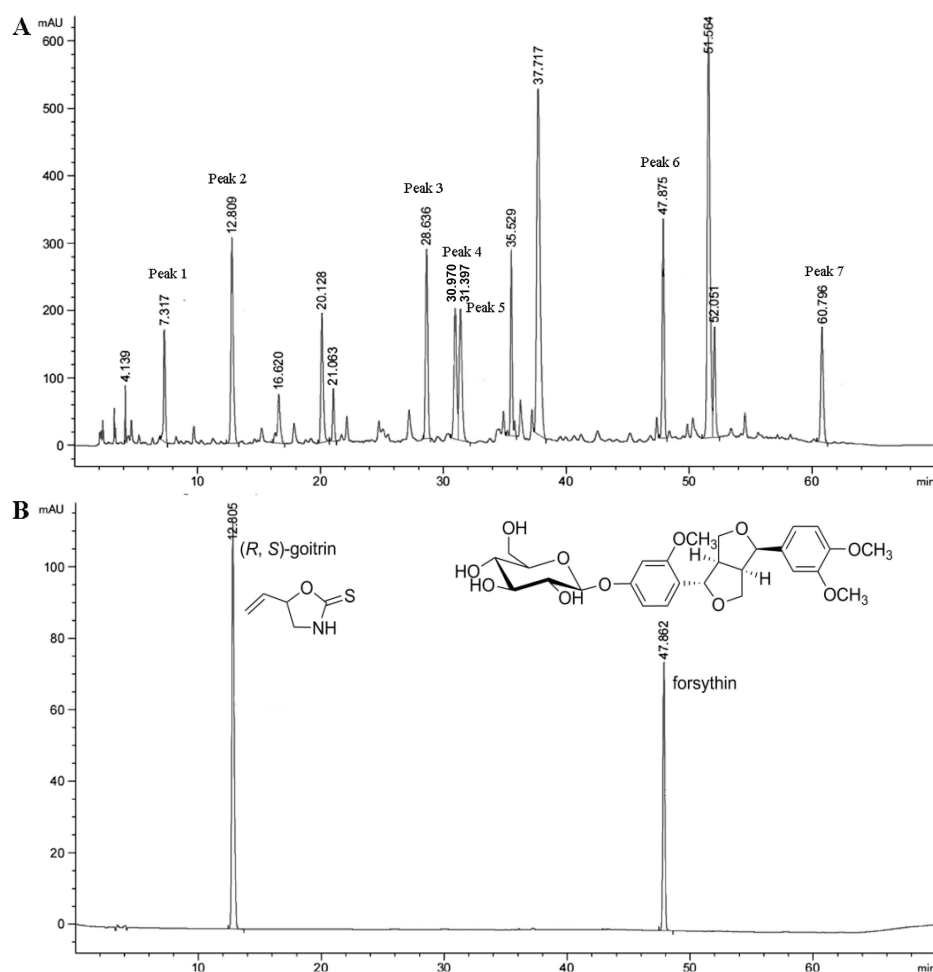 A
mAU
600
500
400
300
200
100
0
4.139
Peak 1
7.317
Peak 2
12.809
16.620
20.128
21.063
Peak 3
28.636
Peak 4
30.970
31.397
Peak 5
35.529
37.717
Peak 6
47.875
51.564
52.051
Peak 7
60.796
10
20
30
40
50
60
min
B
mAU
100
80
60
40
20
0
12.805
(R, S)-goitrin
O
S
NH
OH
O
HO
HO
OH
O
OCH3
O
H
H
O
OCH3
OCH3
47.862
forsythin
10
20
30
40
50
60
min